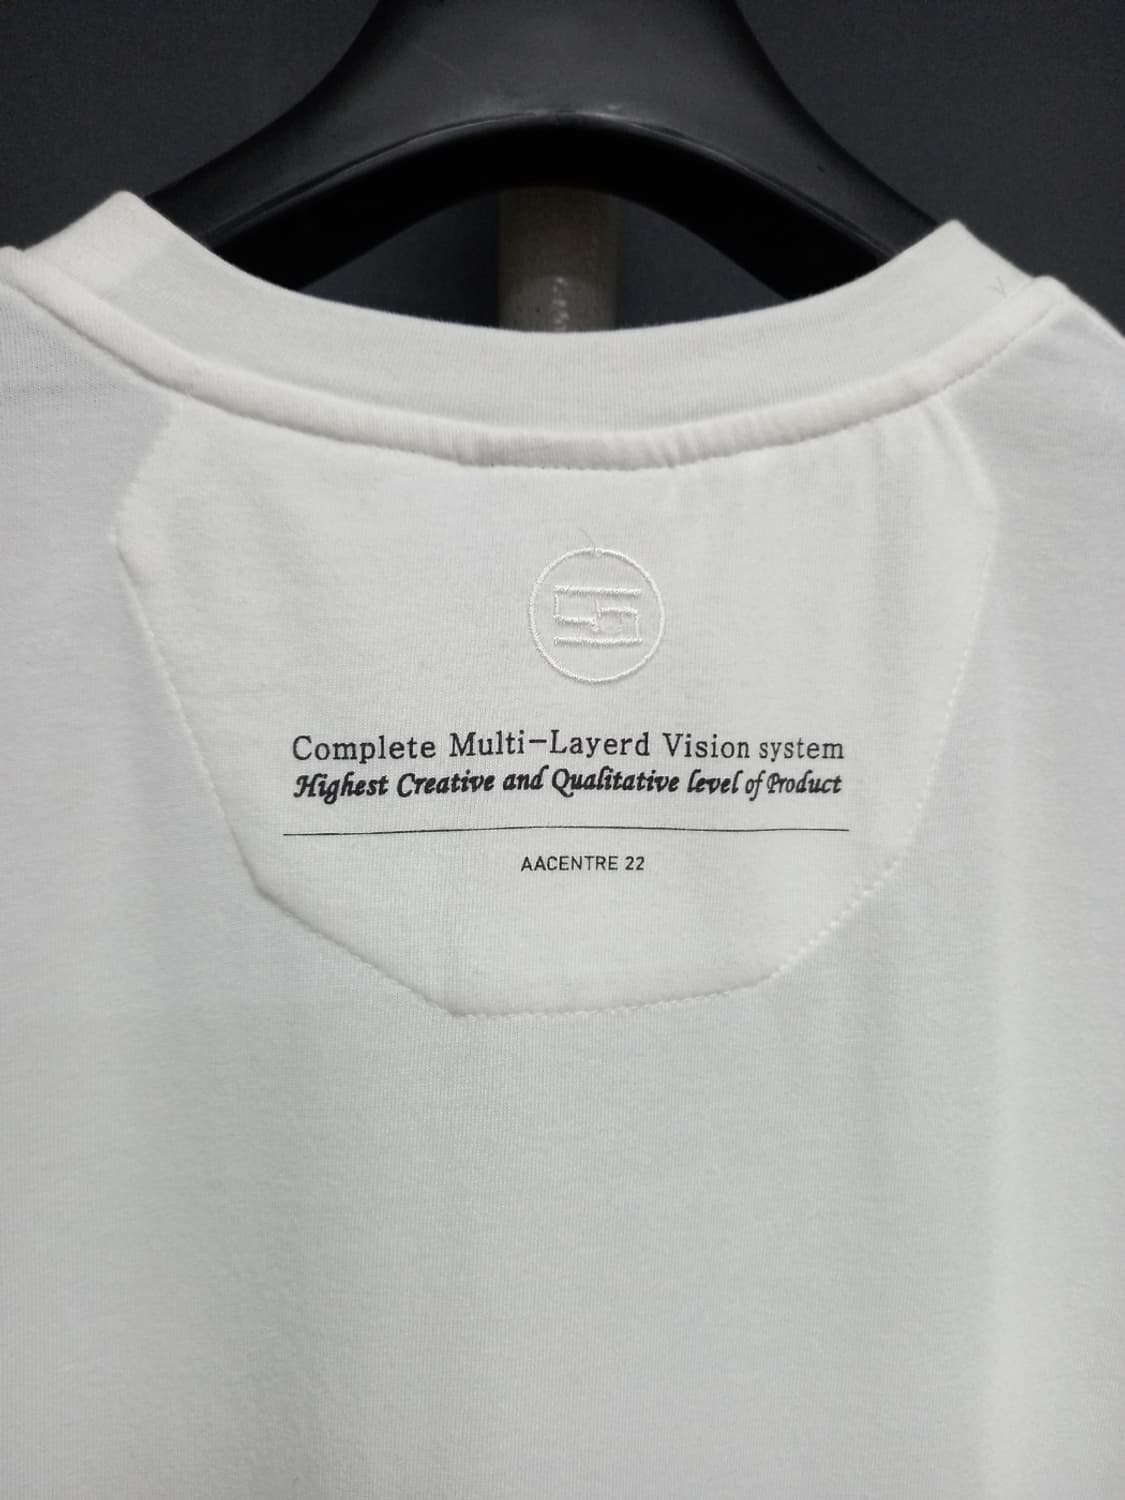 Complete Multi-Layerd Vision system
Highest Creative and Qualitative level of Product
AACENTRE 22